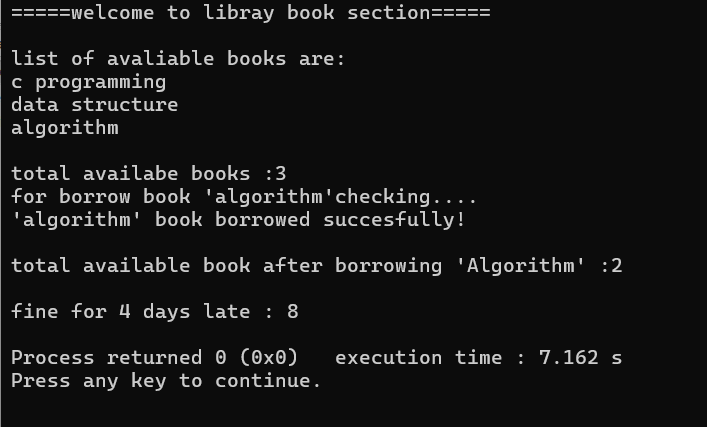 =====welcome to libray book section=====
list of avaliable books are:
c programming
data structure
algorithm
total availabe books :3
for borrow book 'algorithm'checking....
'algorithm' book borrowed succesfully!
total available book after borrowing 'Algorithm' :2
fine for 4 days late : 8
Process returned 0 (0x0)   execution time : 7.162 s
Press any key to continue.